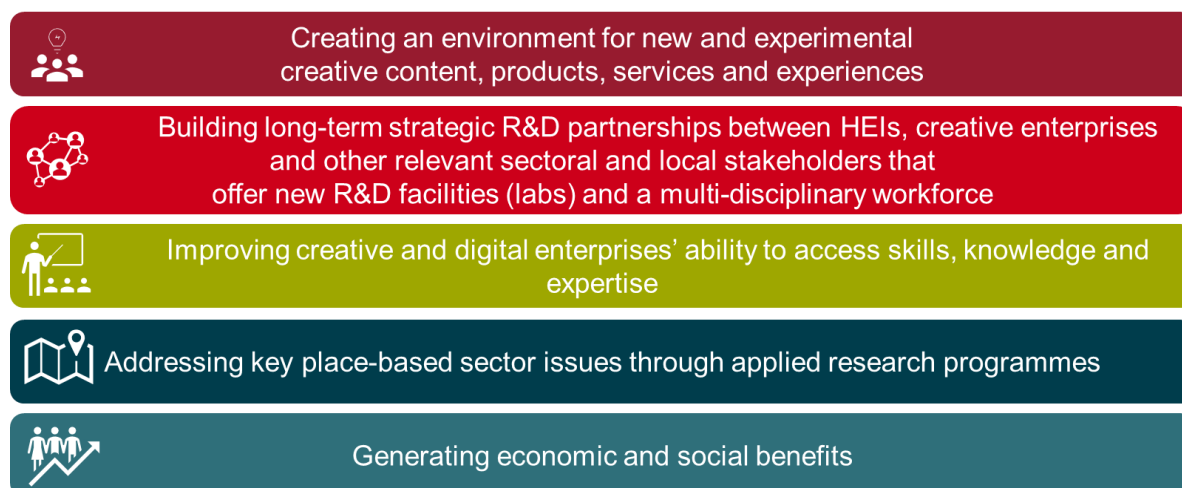 Creating an environment for new and experimental
creative content, products, services and experiences
Building long-term strategic R&D partnerships between HEIs, creative enterprises
and other relevant sectoral and local stakeholders that
offer new R&D facilities (labs) and a multi-disciplinary workforce
Improving creative and digital enterprises’ ability to access skills, knowledge and
expertise
Addressing key place-based sector issues through applied research programmes
Generating economic and social benefits